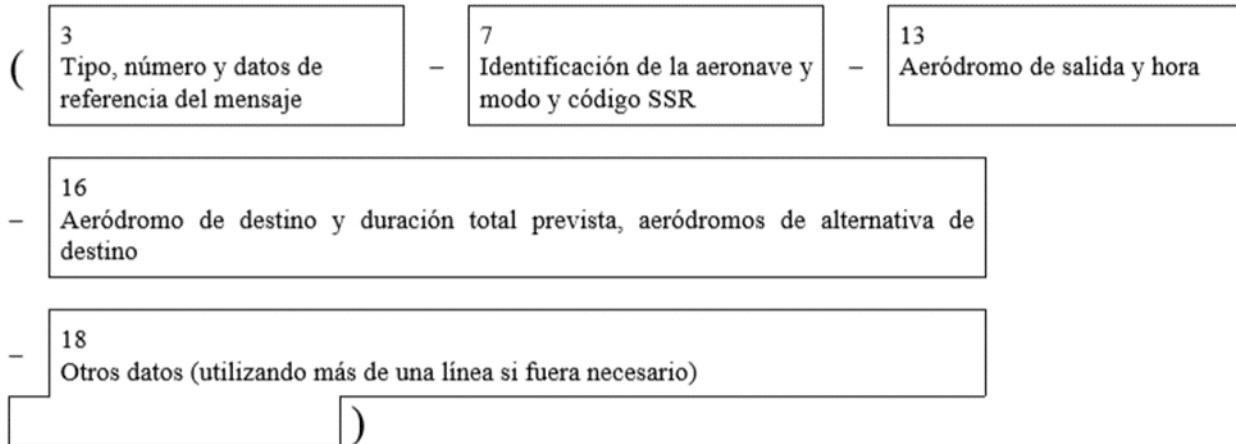 ( 3 7 13
Tipo, número y datos de – Identificación de la aeronave y – Aeródromo de salida y hora
referencia del mensaje modo y código SSR
16
– Aeródromo de destino y duración total prevista, aeródromos de alternativa de
destino
– 18
Otros datos (utilizando más de una línea si fuera necesario)
)